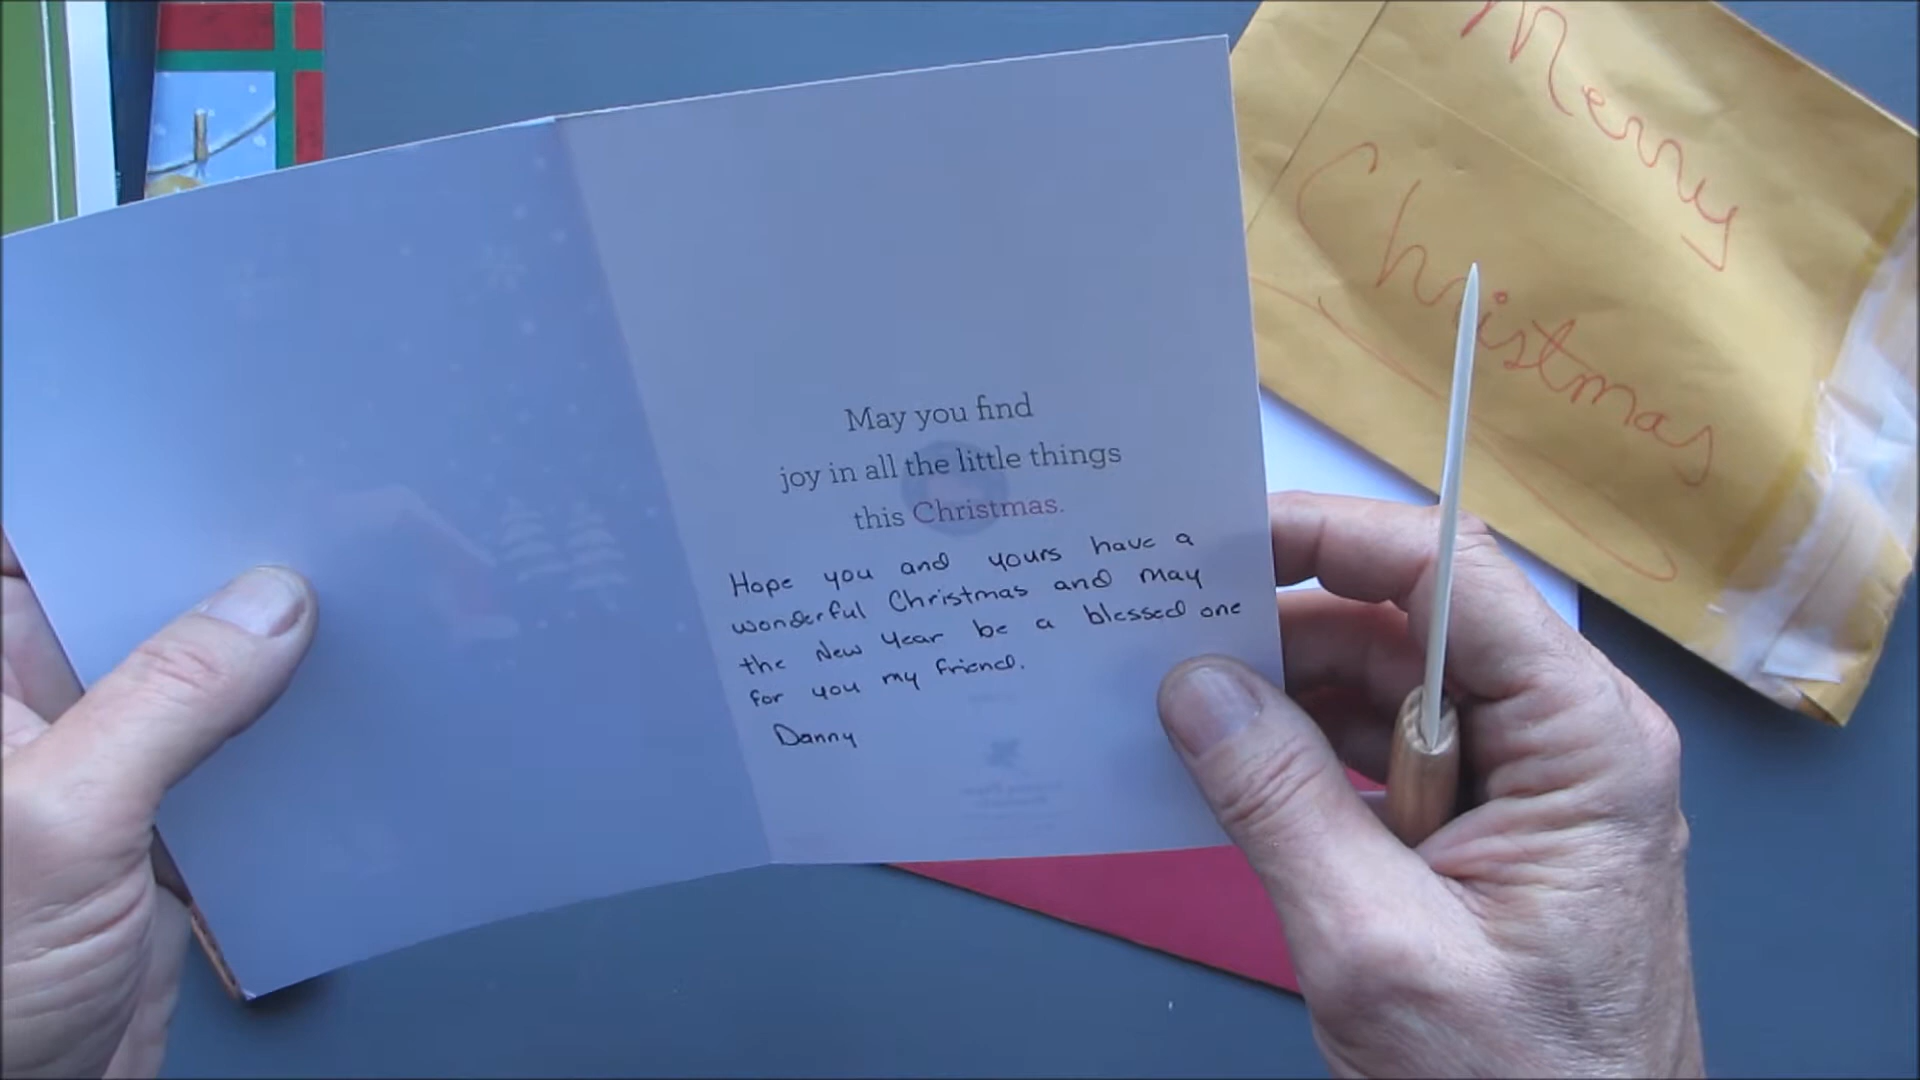 Merry
Christmas
May you find
joy in all the little things
this Christmas.
Hope you and yours have a
wonderful Christmas and may
the New Year be a blessed one
for you my friend.
Danny